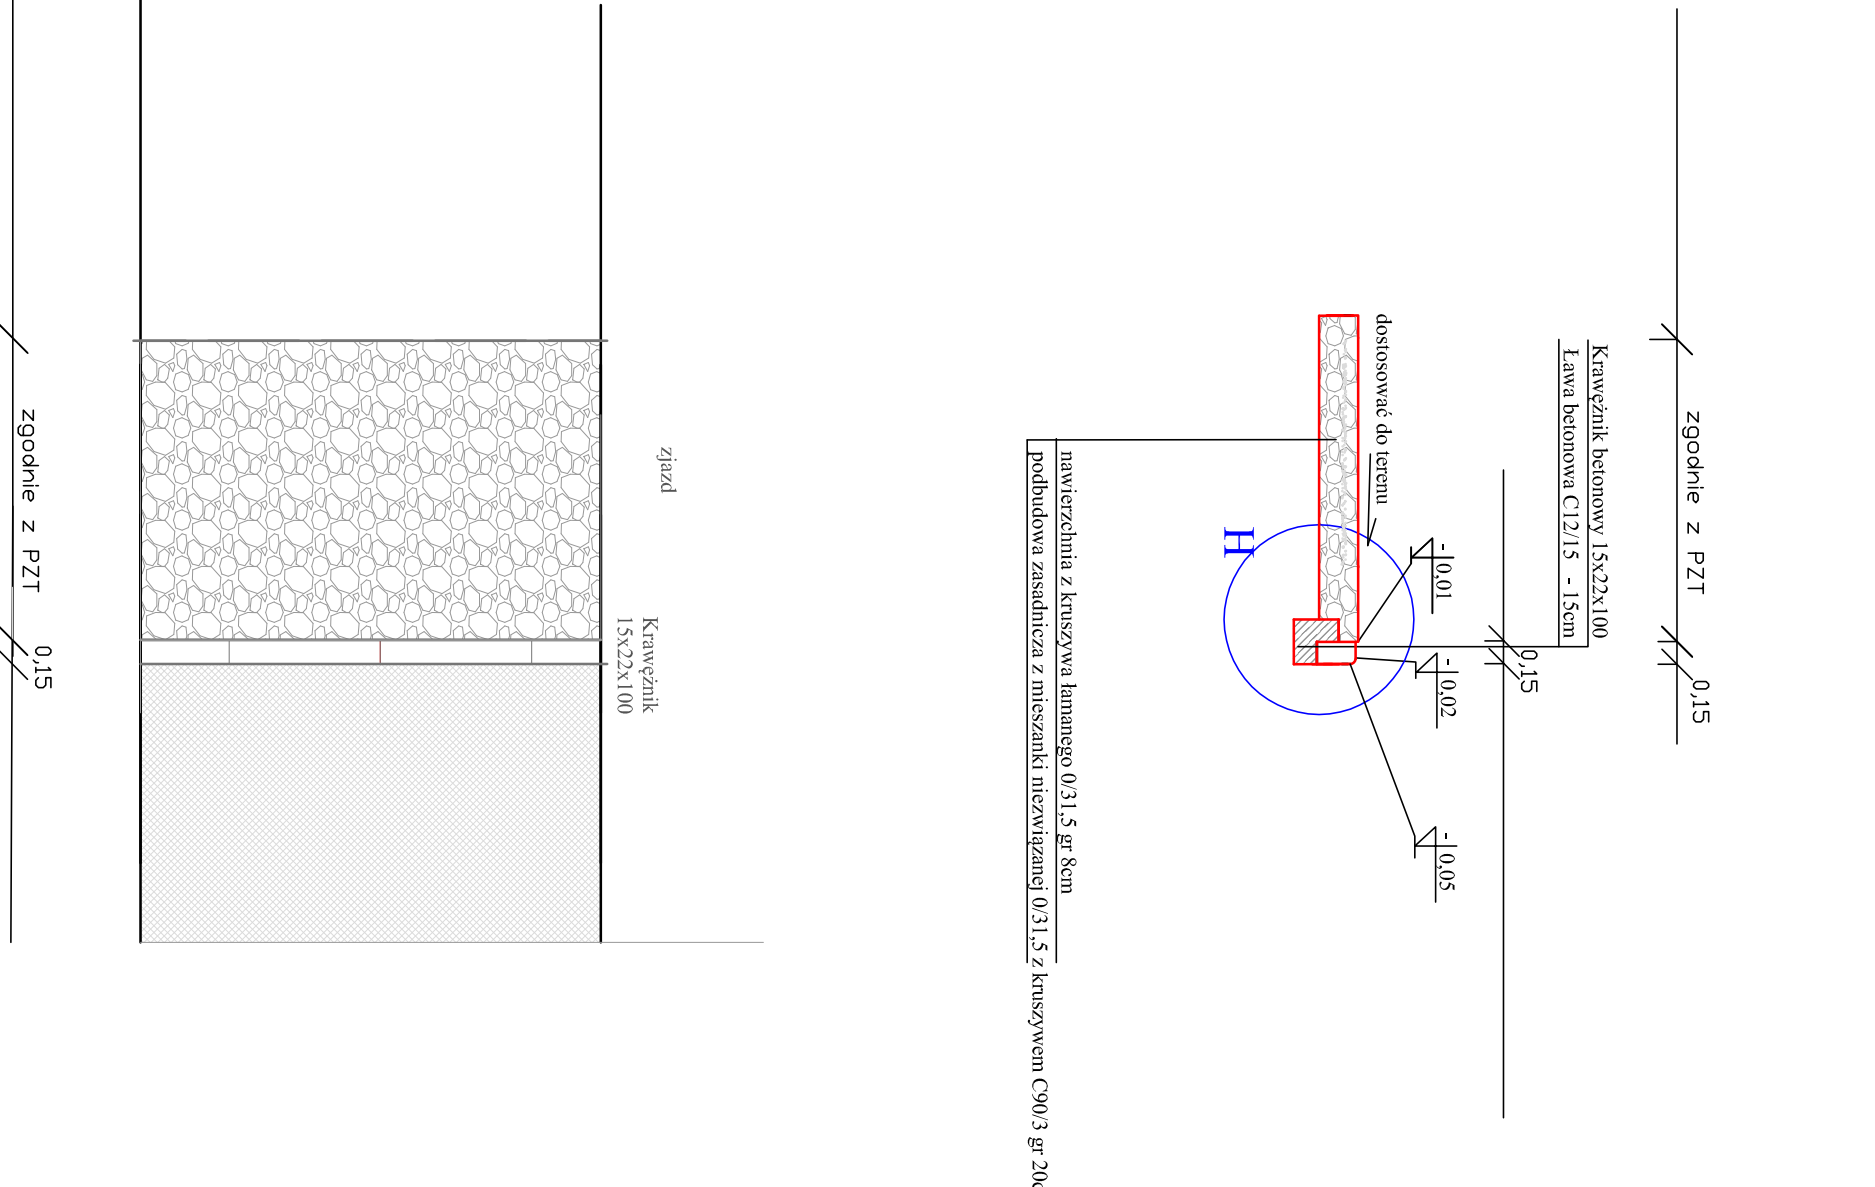 zgodnie z PZT
0,15
Krawężnik betonowy 15x22x100
Ława betonowa C12/15 - 15cm
0,15
- 0,01
- 0,02
- 0,05
dostosować do terenu
H
nawierzchnia z kruszywa łamanego 0/31,5 gr 8cm
podbudowa zasadnicza z mieszanki niezwiązanej 0/31,5 z kruszywem C90/3 gr 20c
zjazd
Krawężnik
15x22x100
zgodnie z PZT
0,15